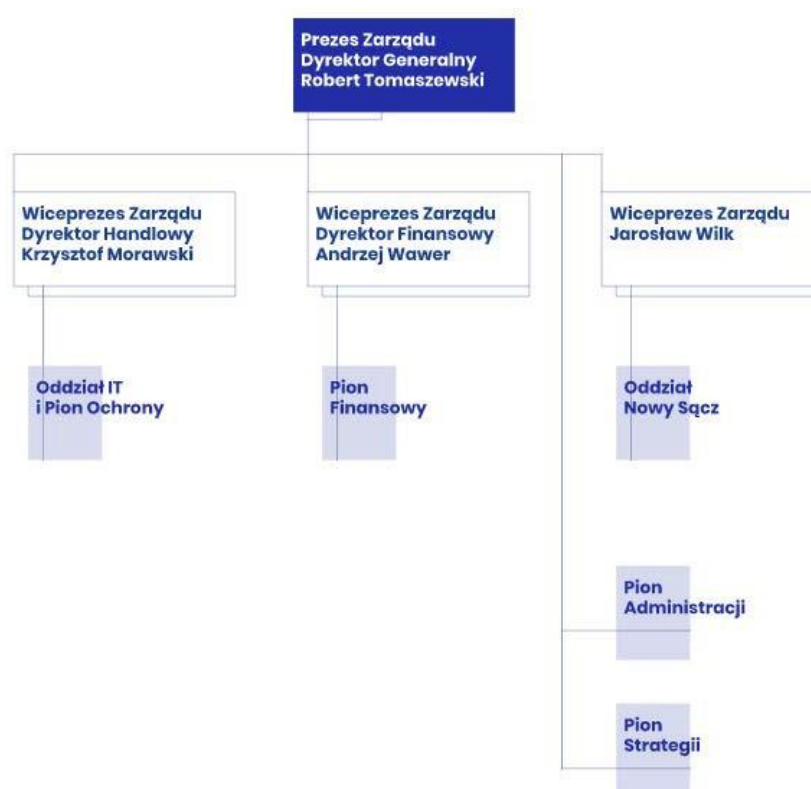 Prezes Zarządu
Dyrektor Generalny
Robert Tomaszewski
Wiceprezes Zarządu
Dyrektor Handlowy
Krzysztof Morawski
Wiceprezes Zarządu
Dyrektor Finansowy
Andrzej Wawer
Wiceprezes Zarządu
Jarosław Wilk
Oddział IT
i Pion Ochrony
Pion
Finansowy
Oddział
Nowy Sącz
Pion
Administracji
Pion
Strategii